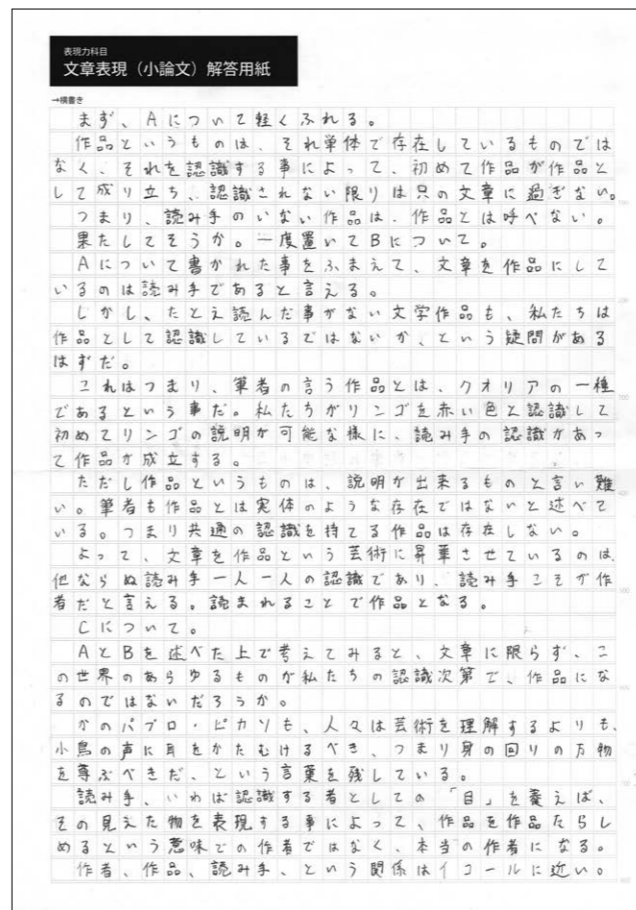 表現力科目
文章表現（小論文）解答用紙
→横書き
まず、Aについて軽くふれる。
作品というものは、それ単体で存在しているものでは
なく、それを認識する事によって、初めて作品が作品と
して成り立ち、認識されない限りは只の文章に過ぎない。
つまり、読み手のいない作品は、作品とは呼べない。
果たしてそうか。一度置いてBについて。
Aについて書かれた事をふまえて、文章を作品にして
いるのは読み手であると言える。
しかし、たとえ読んだ事がない文学作品も、私たちは
作品として認識しているではないか、という疑問がある
はずだ。
これはつまり、筆者の言う作品とは、クオリアの一種
であるという事だ。私たちがリンゴを赤い色と認識して
初めてリンゴの説明が可能な様に、読み手の認識があっ
て作品が成立する。
ただし作品というものは、説明が出来るものと言い難
い。筆者も作品とは実体のような存在ではないと述べて
いる。つまり共通の認識を持てる作品は存在しない。
よって、文章を作品という芸術に昇華させているのは、
他ならぬ読み手一人一人の認識であり、読み手こそが作
者だと言える。読まれることで作品となる。
Cについて。
AとBを述べた上で考えてみると、文章に限らず、こ
の世界のあらゆるものが私たちの認識次第で、作品にな
るのではないだろうか。
かのパブロ・ピカソも、人々は芸術を理解するよりも、
小鳥の声に耳をかたむけるべき、つまり身の回りの万物
を尊ぶべきだ、という言葉を残している。
読み手、いわば認識する者としての「目」を養えば、
その見えた物を表現する事によって、作品を作品たらし
めるという意味での作者ではなく、本当の作者になる。
作者、作品、読み手、という関係はイコールに近い。